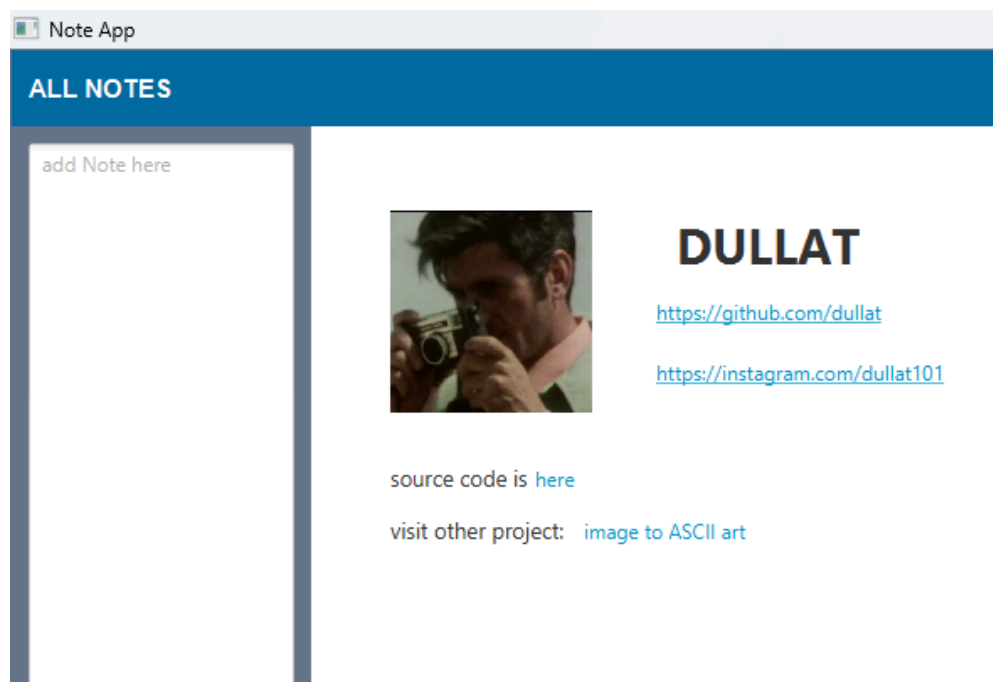 Note App
ALL NOTES
add Note here
DULLAT
https://github.com/dullat
https://instagram.com/dullat101
source code is here
visit other project: image to ASCII art